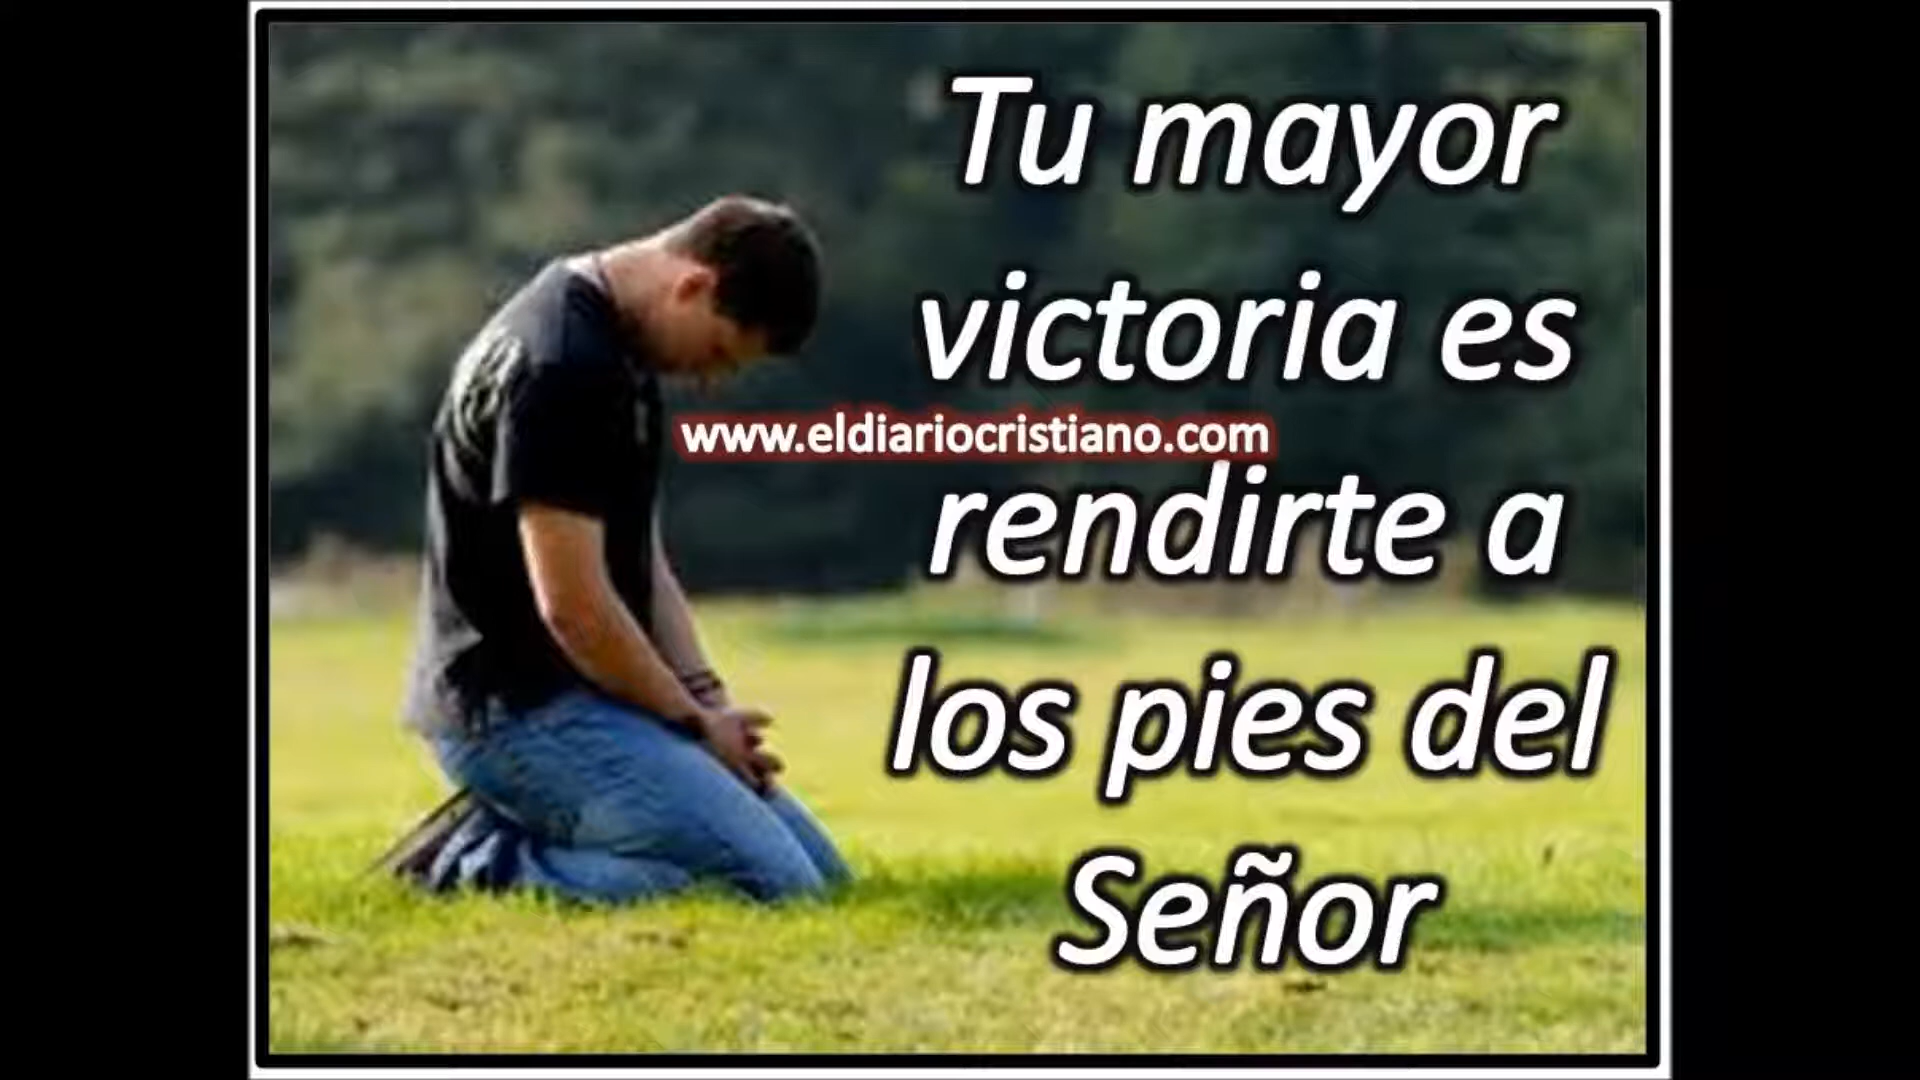 Tu mayor
victoria es
www.eldiariocristiano.com
rendirte a
los pies del
Señor